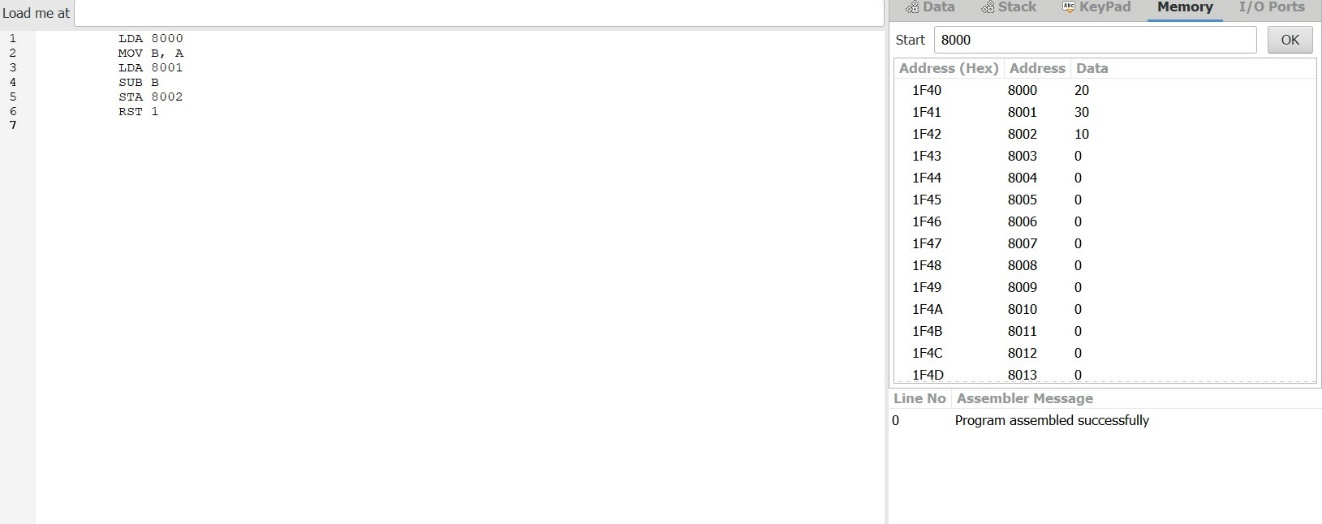 Load me at
1 LDA 8000
2 MOV B, A
3 LDA 8001
4 SUB B
5 STA 8002
6 RST 1
7
Data Stack KeyPad Memory I/O Ports
Start 8000 OK
Address (Hex) Address Data
1F40 8000 20
1F41 8001 30
1F42 8002 10
1F43 8003 0
1F44 8004 0
1F45 8005 0
1F46 8006 0
1F47 8007 0
1F48 8008 0
1F49 8009 0
1F4A 8010 0
1F4B 8011 0
1F4C 8012 0
1F4D 8013 0
Line No Assembler Message
0 Program assembled successfully